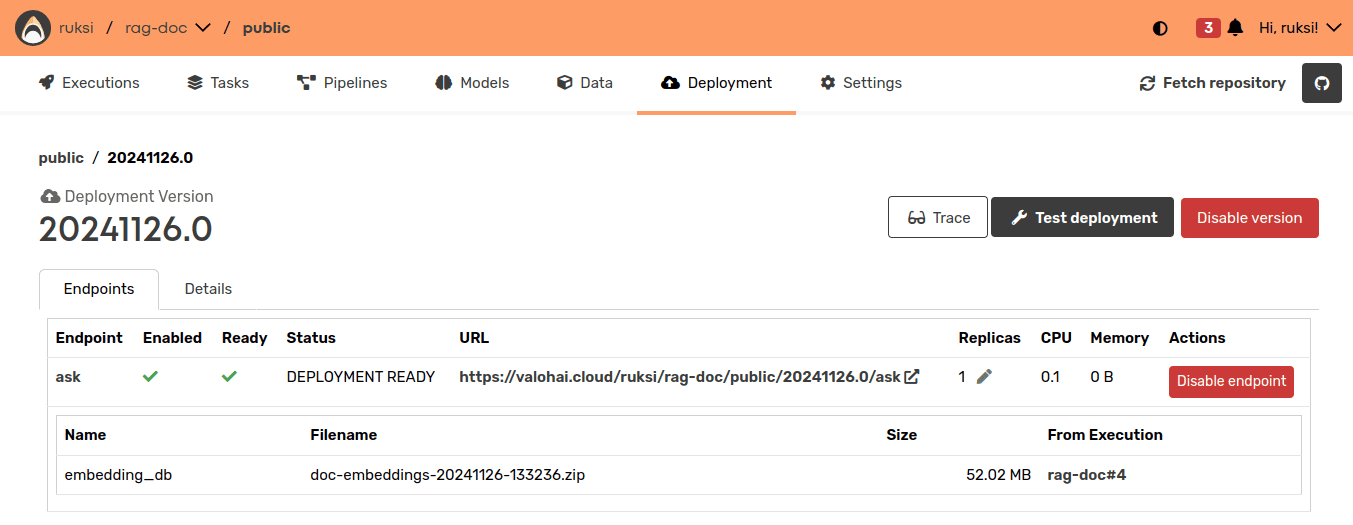 ruksi / rag-doc / public 3 Hi, ruksi!
Executions Tasks Pipelines Models Data Deployment Settings Fetch repository
public / 20241126.0
Deployment Version
20241126.0
Trace Test deployment Disable version
Endpoints Details
Endpoint Enabled Ready Status URL Replicas CPU Memory Actions
ask DEPLOYMENT READY https://valohai.cloud/ruksi/rag-doc/public/20241126.0/ask 1 0.1 0 B Disable endpoint
Name Filename Size From Execution
embedding_db doc-embeddings-20241126-133236.zip 52.02 MB rag-doc#4